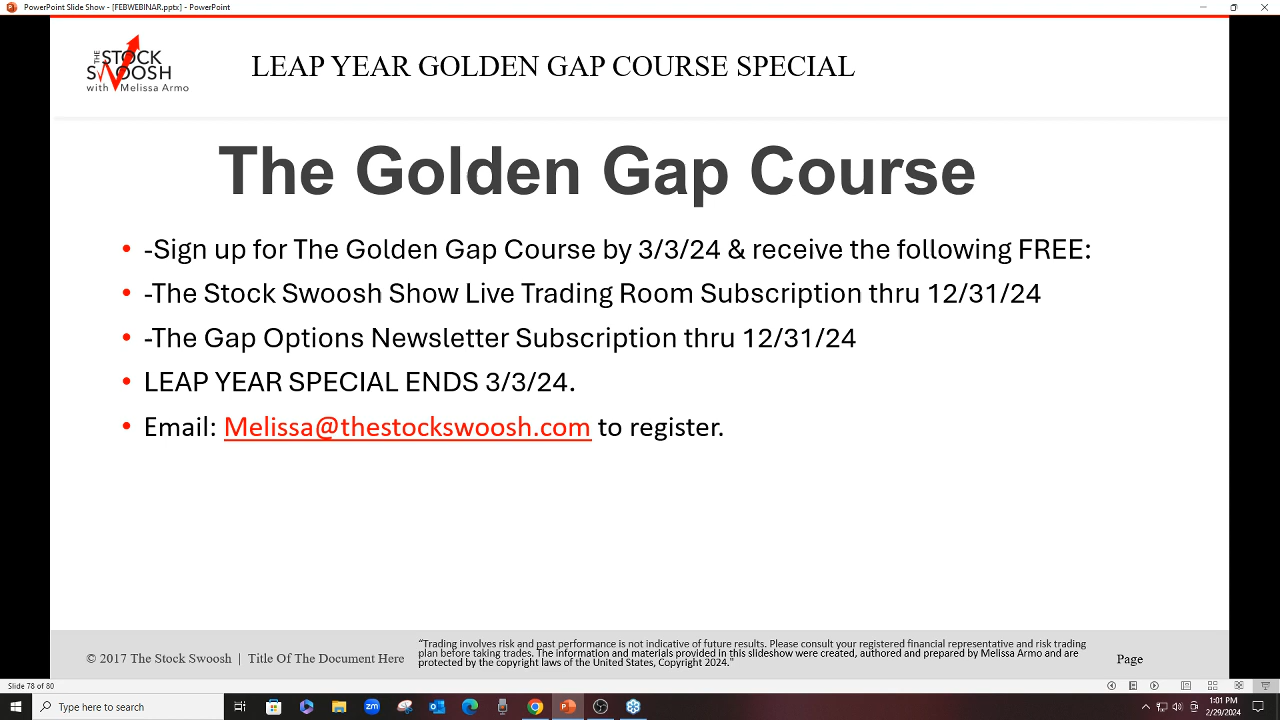 PowerPoint Slide Show - [FEBWEBINAR.pptx] - PowerPoint
THE STOCK
SWOOSH
with Melissa Armo
LEAP YEAR GOLDEN GAP COURSE SPECIAL
The Golden Gap Course
• -Sign up for The Golden Gap Course by 3/3/24 & receive the following FREE:
• -The Stock Swoosh Show Live Trading Room Subscription thru 12/31/24
• -The Gap Options Newsletter Subscription thru 12/31/24
• LEAP YEAR SPECIAL ENDS 3/3/24.
• Email: Melissa@thestockswoosh.com to register.
© 2017 The Stock Swoosh | Title Of The Document Here
“Trading involves risk and past performance is not indicative of future results. Please consult your registered financial representative and risk trading
plan before taking trades. The information and materials provided in this slideshow were created, authored and prepared by Melissa Armo and are
protected by the copyright laws of the United States, Copyright 2024."
Page
Slide 78 of 80
Type here to search
1:01 PM
2/29/2024